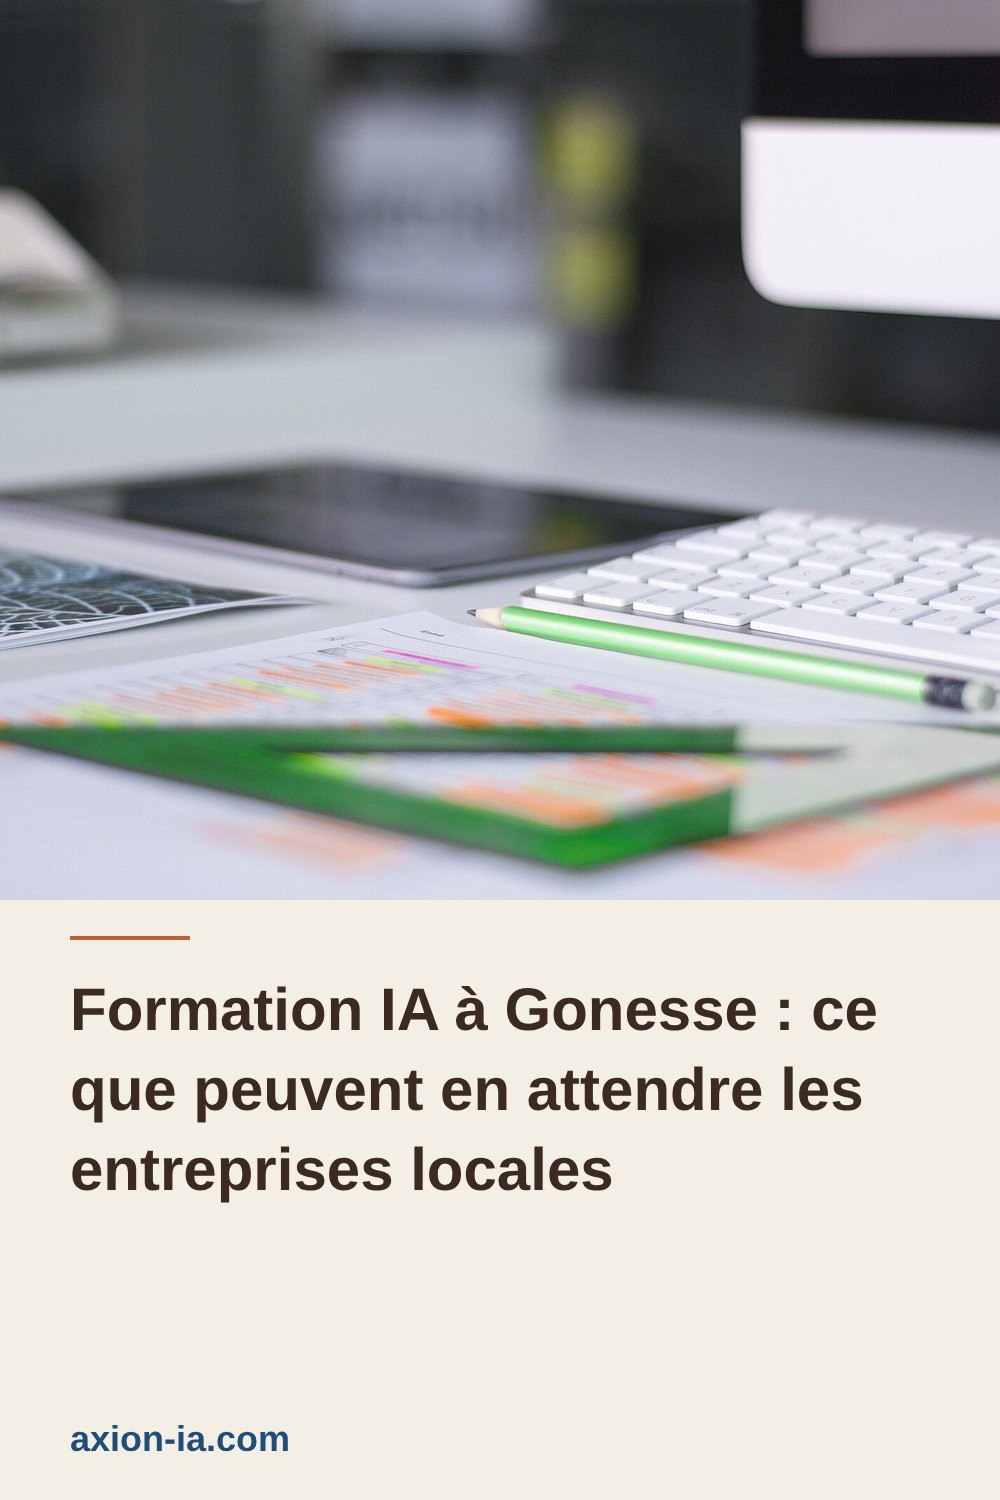 Formation IA à Gonesse : ce
que peuvent en attendre les
entreprises locales
axion-ia.com